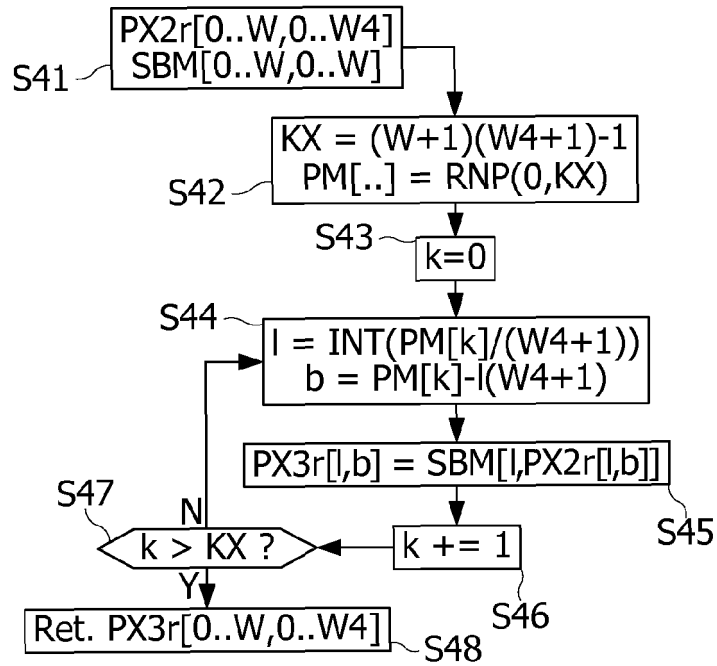 PX2r[0..W,0..W4]
SBM[0..W,0..W]
S41
KX = (W+1)(W4+1)-1
PM[..] = RNP(0,KX)
S42
S43
k=0
S44
l = INT(PM[k]/(W4+1))
b = PM[k]-l(W4+1)
PX3r[l,b] = SBM[l,PX2r[l,b]]
S45
S47
N
k > KX ?
k += 1
S46
Y
Ret. PX3r[0..W,0..W4]
S48